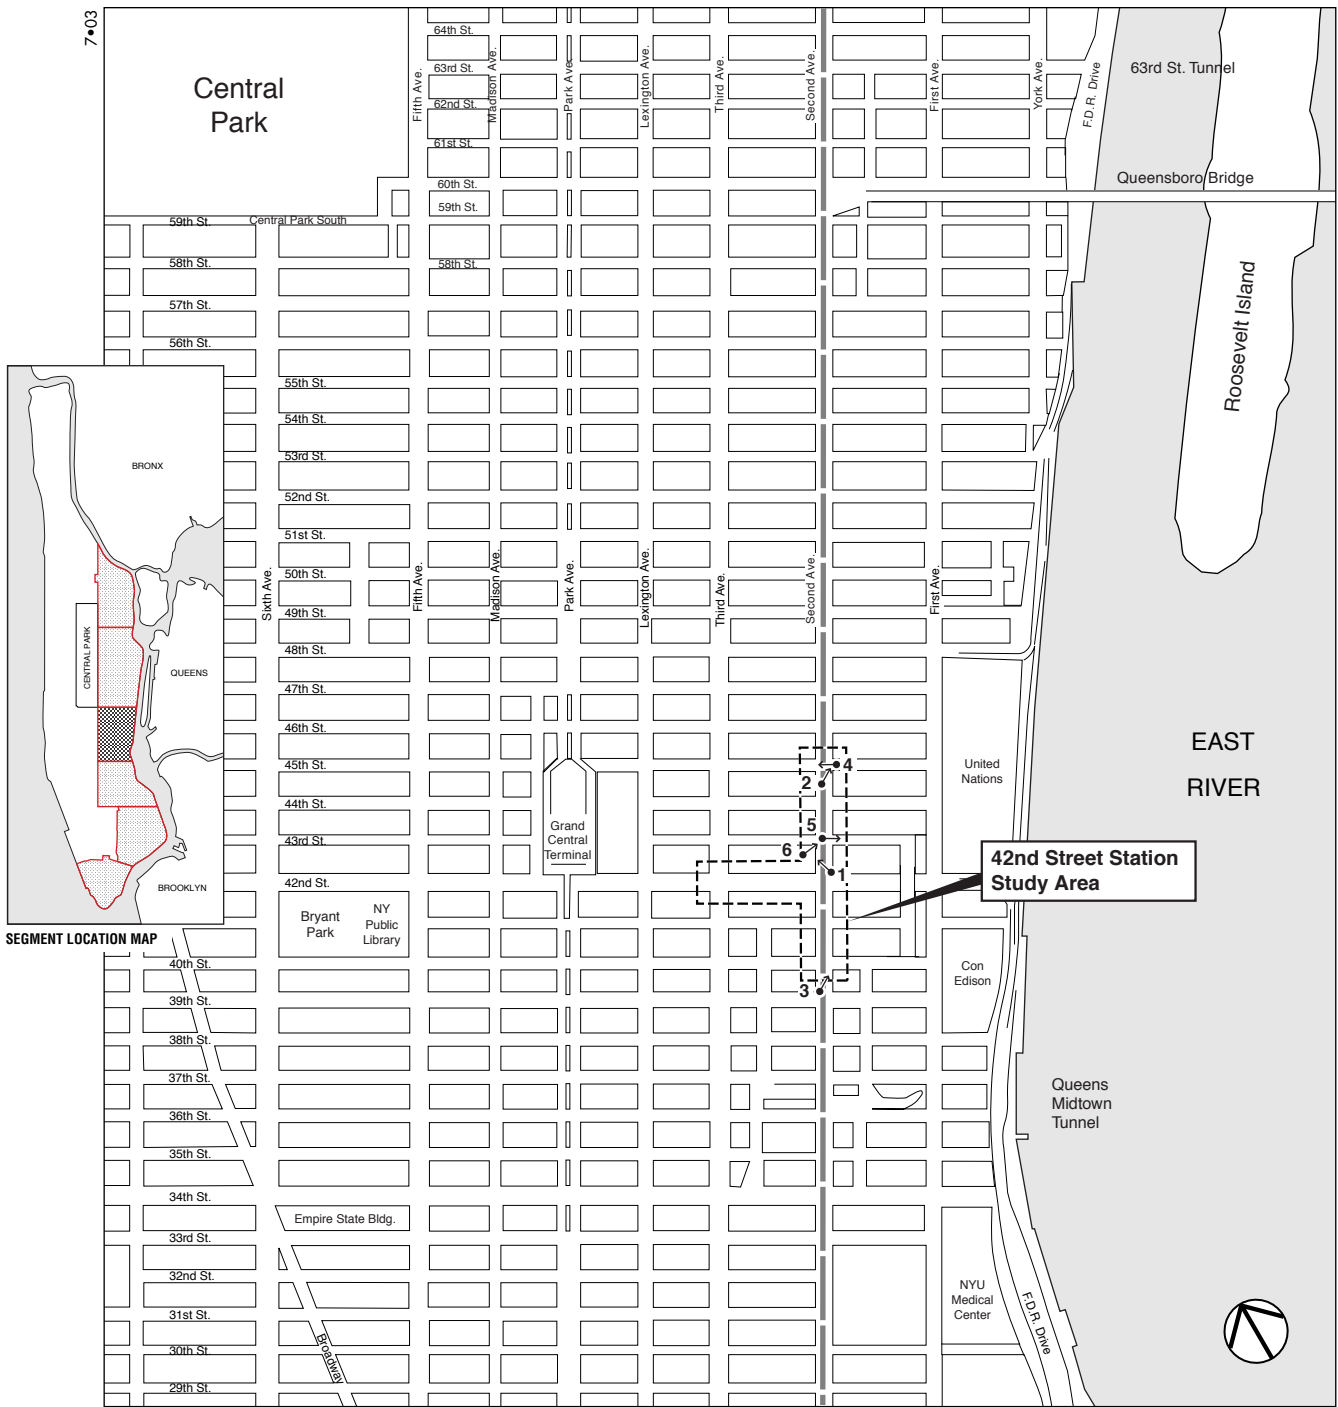 7•03
64th St.
63rd St.
62nd St.
61st St.
60th St.
59th St.
58th St.
Fifth Ave.
Madison Ave.
Park Ave.
Lexington Ave.
Third Ave.
Second Ave.
First Ave.
York Ave.
F.D.R. Drive
63rd St. Tunnel
Central
Park
Queensboro Bridge
Central Park South
59th St.
58th St.
57th St.
56th St.
55th St.
54th St.
53rd St.
52nd St.
51st St.
50th St.
49th St.
48th St.
47th St.
46th St.
45th St.
44th St.
43rd St.
42nd St.
Roosevelt Island
BRONX
CENTRAL PARK
QUEENS
BROOKLYN
SEGMENT LOCATION MAP
Sixth Ave.
Fifth Ave.
Madison Ave.
Park Ave.
Lexington Ave.
Third Ave.
Second Ave.
First Ave.
EAST
RIVER
United
Nations
4
2
5
6
1
3
Grand
Central
Terminal
42nd Street Station
Study Area
Bryant
Park
NY
Public
Library
Con
Edison
40th St.
39th St.
38th St.
37th St.
36th St.
35th St.
34th St.
33rd St.
32nd St.
31st St.
30th St.
29th St.
Queens
Midtown
Tunnel
Empire State Bldg.
NYU
Medical
Center
F.D.R. Drive
Broadway